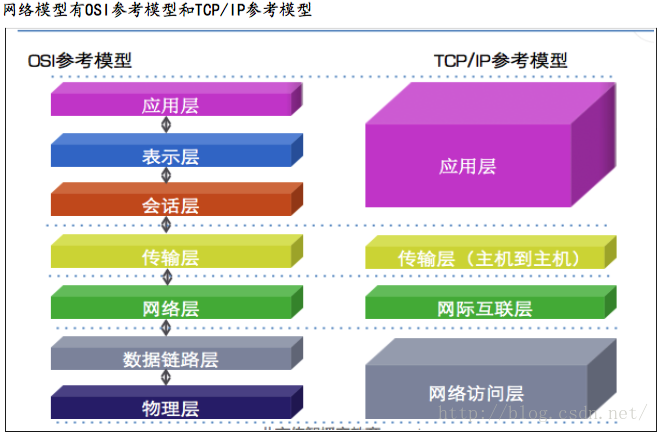 网络模型有OSI参考模型和TCP/IP参考模型
OSI参考模型
TCP/IP参考模型
应用层
表示层
会话层
应用层
传输层
传输层（主机到主机）
网络层
网际互联层
数据链路层
物理层
网络访问层
http://blog.csdn.net/